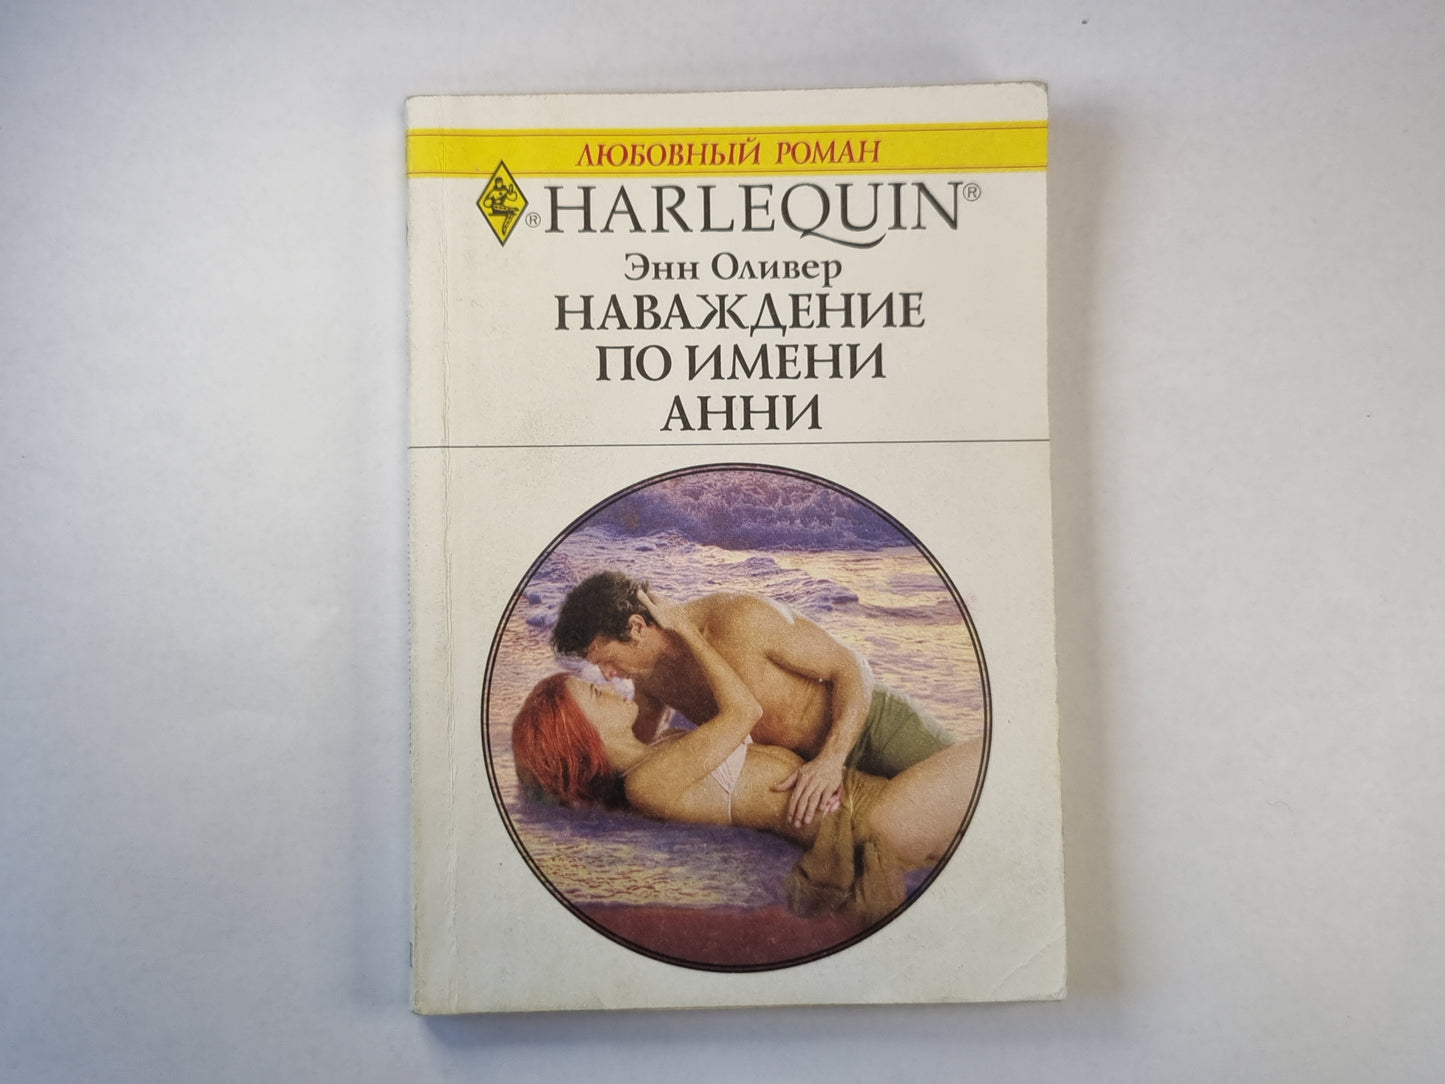 ЛЮБОВНЫЙ РОМАН
® HARLEQUIN®
Энн Оливер
НАВАЖДЕНИЕ
ПО ИМЕНИ
АННИ